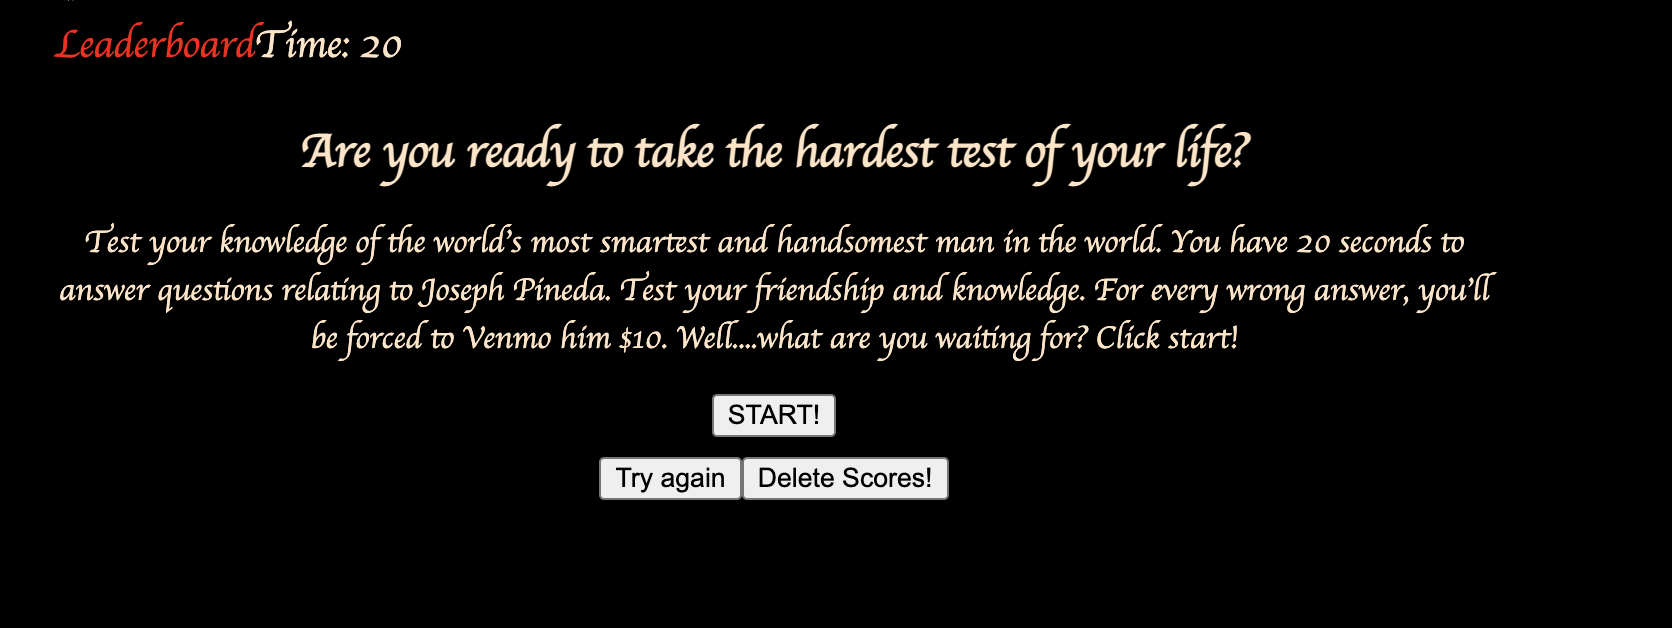 LeaderboardTime: 20
Are you ready to take the hardest test of your life?
Test your knowledge of the world's most smartest and handsomest man in the world. You have 20 seconds to
answer questions relating to Joseph Pineda. Test your friendship and knowledge. For every wrong answer, you'll
be forced to Venmo him $10. Well....what are you waiting for? Click start!
START!
Try again Delete Scores!